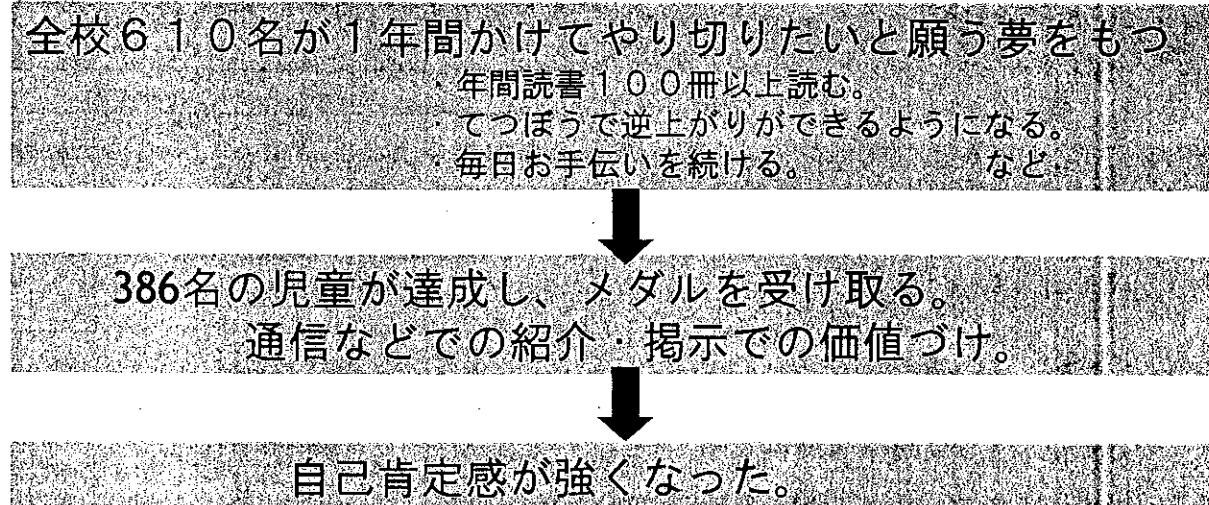 全校６１０名が１年間かけてやり切りたいと願う夢をもつ
・年間読書１００冊以上読む。
・てつぼうで逆上がりができるようになる。
・毎日お手伝いを続ける。　　　など
386名の児童が達成し、メダルを受け取る。
通信などでの紹介・掲示での価値づけ。
自己肯定感が強くなった。